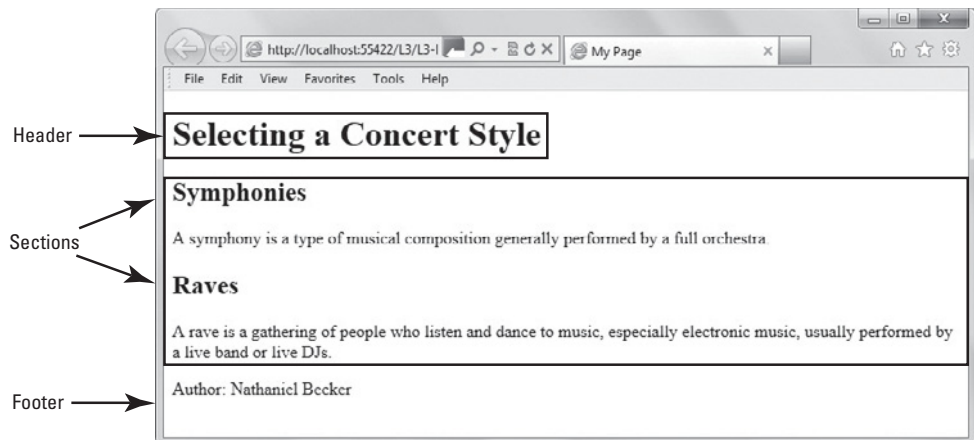 http://localhost:55422/L3/L3-
My Page
File Edit View Favorites Tools Help
Header
Selecting a Concert Style
Symphonies
A symphony is a type of musical composition generally performed by a full orchestra.
Sections
Raves
A rave is a gathering of people who listen and dance to music, especially electronic music, usually performed by
a live band or live DJs.
Author: Nathaniel Becker
Footer